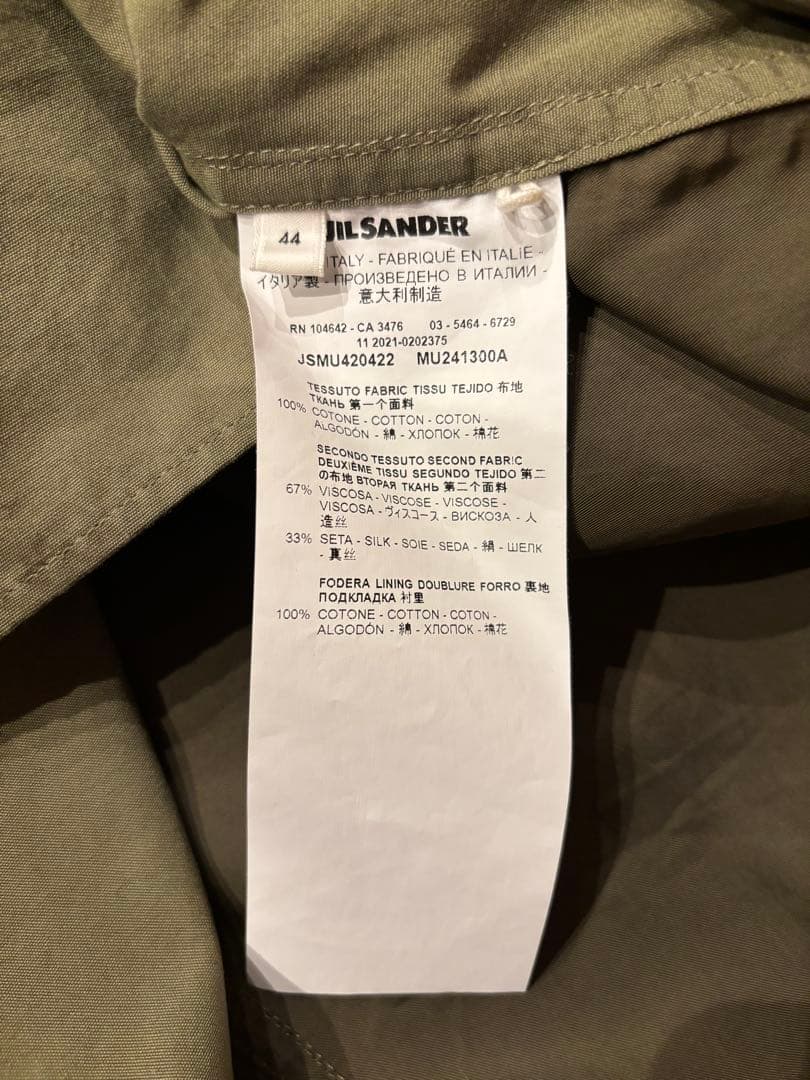 44
JIL SANDER
ITALY - FABRIQUÉ EN ITALIE -
イタリア製 - ПРОИЗВЕДЕНО В ИТАЛИИ -
意大利制造
RN 104642 - CA 3476 03 - 5464 - 6729
11 2021-0202375
JSMU420422 MU241300A
TESSUTO FABRIC TISSU TEJIDO 布地
ТКАНЬ 第一个面料
100% COTONE - COTTON - COTON -
ALGODÓN - 綿 - ХЛОПОК - 棉花
SECONDO TESSUTO SECOND FABRIC
DEUXIÈME TISSU SEGUNDO TEJIDO 第二
の布地 ВТОРАЯ ТКАНЬ 第二个面料
67% VISCOSA - VISCOSE - VISCOSE -
VISCOSA - ヴィスコース - ВИСКОЗА - 人
造丝
33% SETA - SILK - SOIE - SEDA - 絹 - ШЕЛК
- 真丝
FODERA LINING DOUBLURE FORRO 裏地
ПОДКЛАДКА 衬里
100% COTONE - COTTON - COTON -
ALGODÓN - 綿 - ХЛОПОК - 棉花